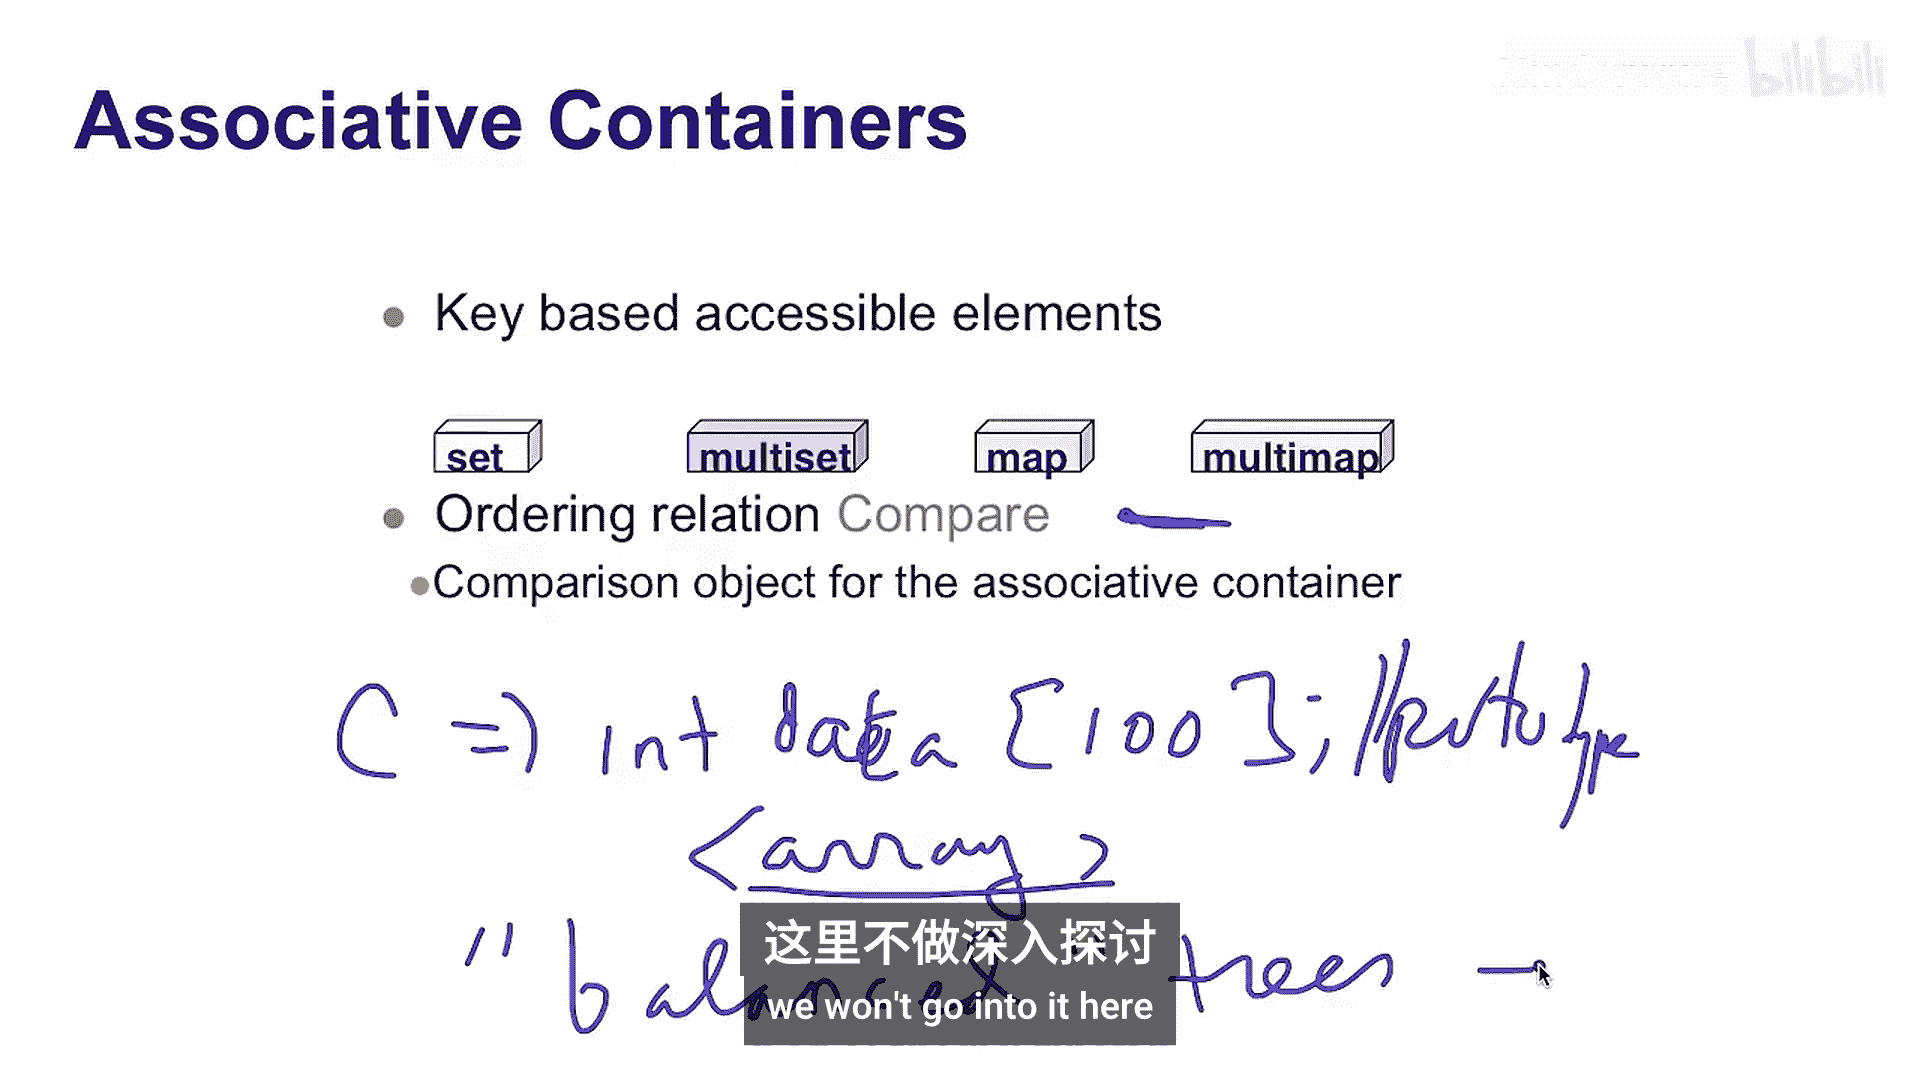 bilibili
Associative Containers
• Key based accessible elements
set multiset map multimap
• Ordering relation Compare
• Comparison object for the associative container
C => int data [100]; //prototype
<array>
"balanced" trees —
这里不做深入探讨
we won't go into it here